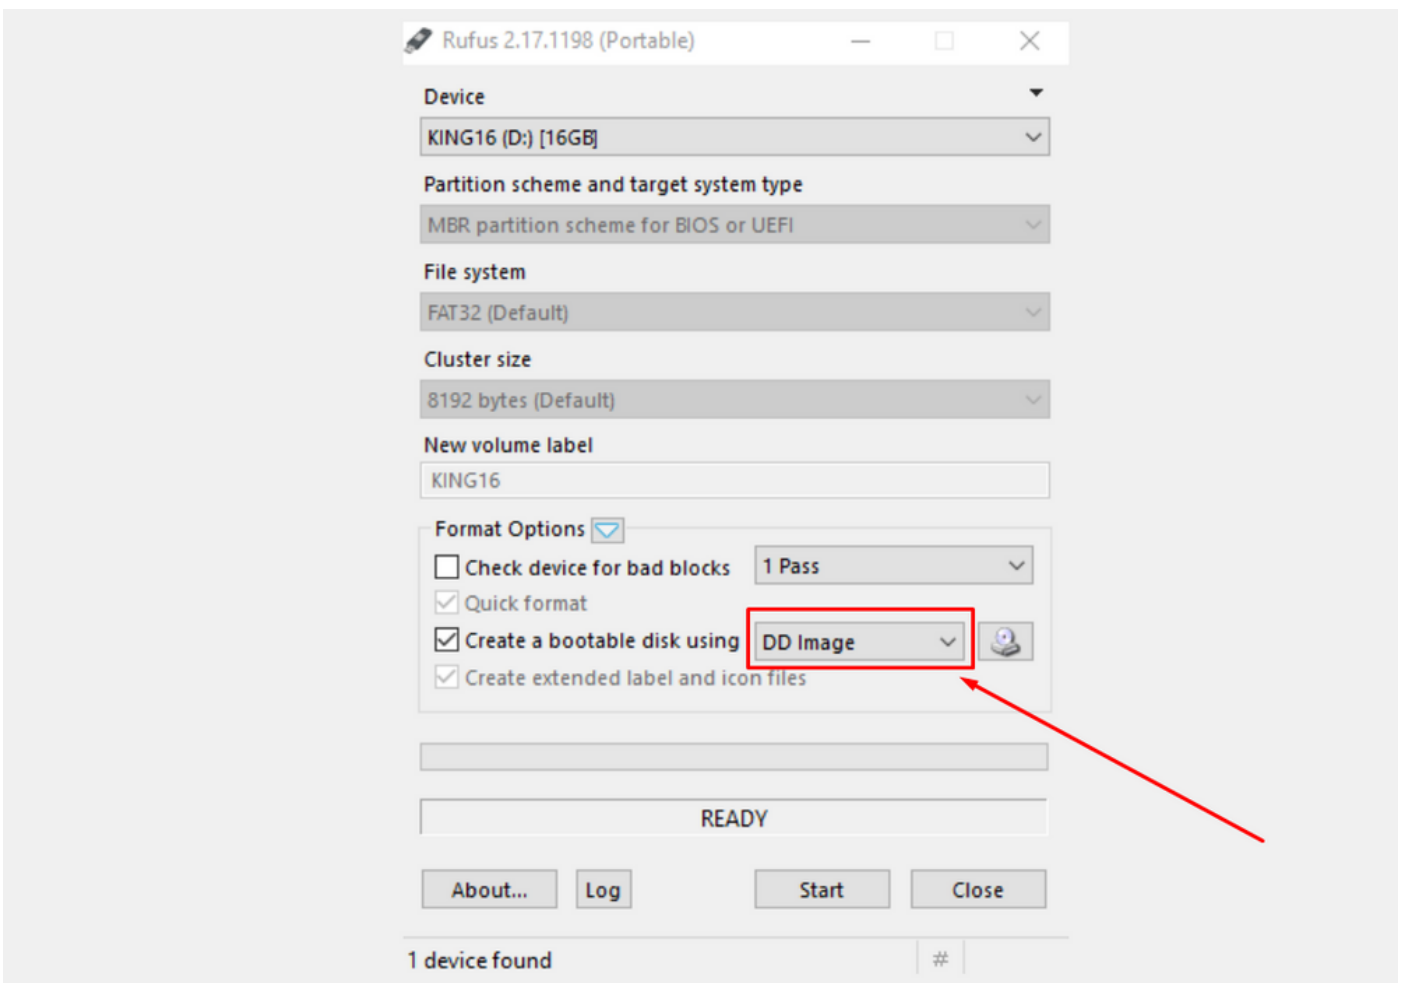 Rufus 2.17.1198 (Portable)
Device
KING16 (D:) [16GB]
Partition scheme and target system type
MBR partition scheme for BIOS or UEFI
File system
FAT32 (Default)
Cluster size
8192 bytes (Default)
New volume label
KING16
Format Options
Check device for bad blocks 1 Pass
Quick format
Create a bootable disk using DD Image
Create extended label and icon files
READY
About... Log Start Close
1 device found #